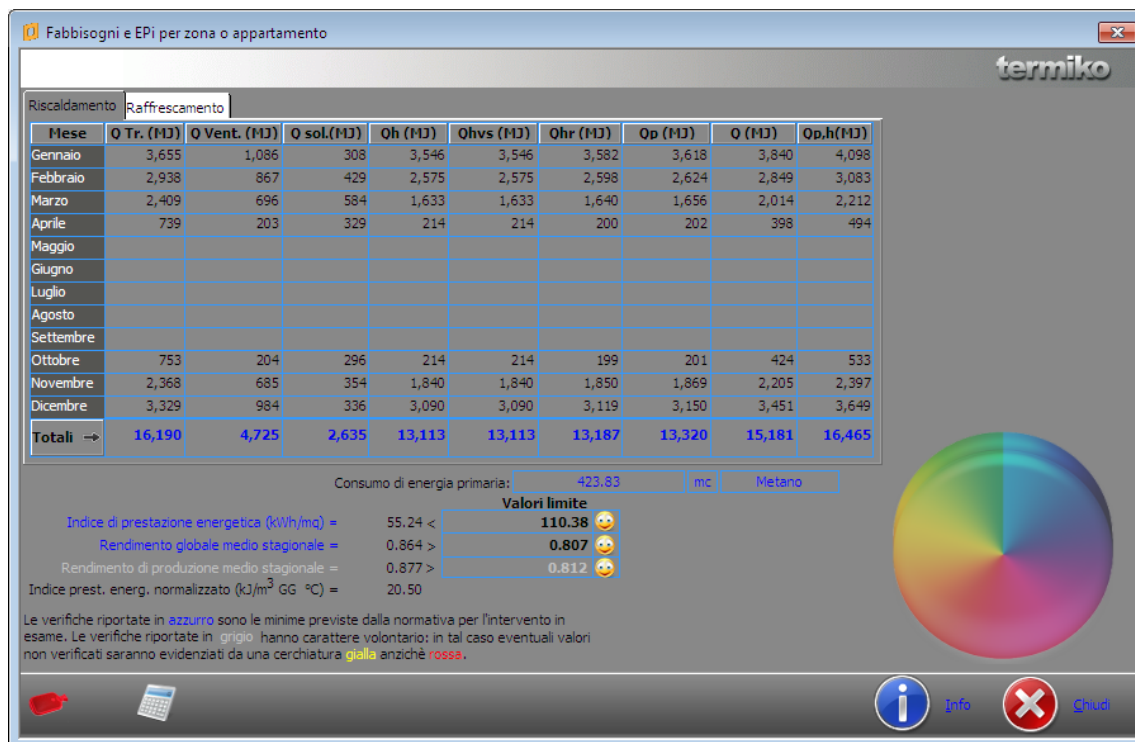 Fabbisogni e EPi per zona o appartamento
termiko
Riscaldamento Raffrescamento
Mese Q Tr. (MJ) Q Vent. (MJ) Q sol.(MJ) Qh (MJ) Qhvs (MJ) Qhr (MJ) Qp (MJ) Q (MJ) Qp,h(MJ)
Gennaio 3,655 1,086 308 3,546 3,546 3,582 3,618 3,840 4,098
Febbraio 2,938 867 429 2,575 2,575 2,598 2,624 2,849 3,083
Marzo 2,409 696 584 1,633 1,633 1,640 1,656 2,014 2,212
Aprile 739 203 329 214 214 200 202 398 494
Maggio
Giugno
Luglio
Agosto
Settembre
Ottobre 753 204 296 214 214 199 201 424 533
Novembre 2,368 685 354 1,840 1,840 1,850 1,869 2,205 2,397
Dicembre 3,329 984 336 3,090 3,090 3,119 3,150 3,451 3,649
Totali → 16,190 4,725 2,635 13,113 13,113 13,187 13,320 15,181 16,465
Consumo di energia primaria: 423.83 mc Metano
Valori limite
Indice di prestazione energetica (kWh/mq) = 55.24 < 110.38
Rendimento globale medio stagionale = 0.864 > 0.807
Rendimento di produzione medio stagionale = 0.877 > 0.812
Indice prest. energ. normalizzato (kJ/m³ GG °C) = 20.50
Le verifiche riportate in azzurro sono le minime previste dalla normativa per l'intervento in
esame. Le verifiche riportate in grigio hanno carattere volontario: in tal caso eventuali valori
non verificati saranno evidenziati da una cerchiatura gialla anzichè rossa.
Info Chiudi